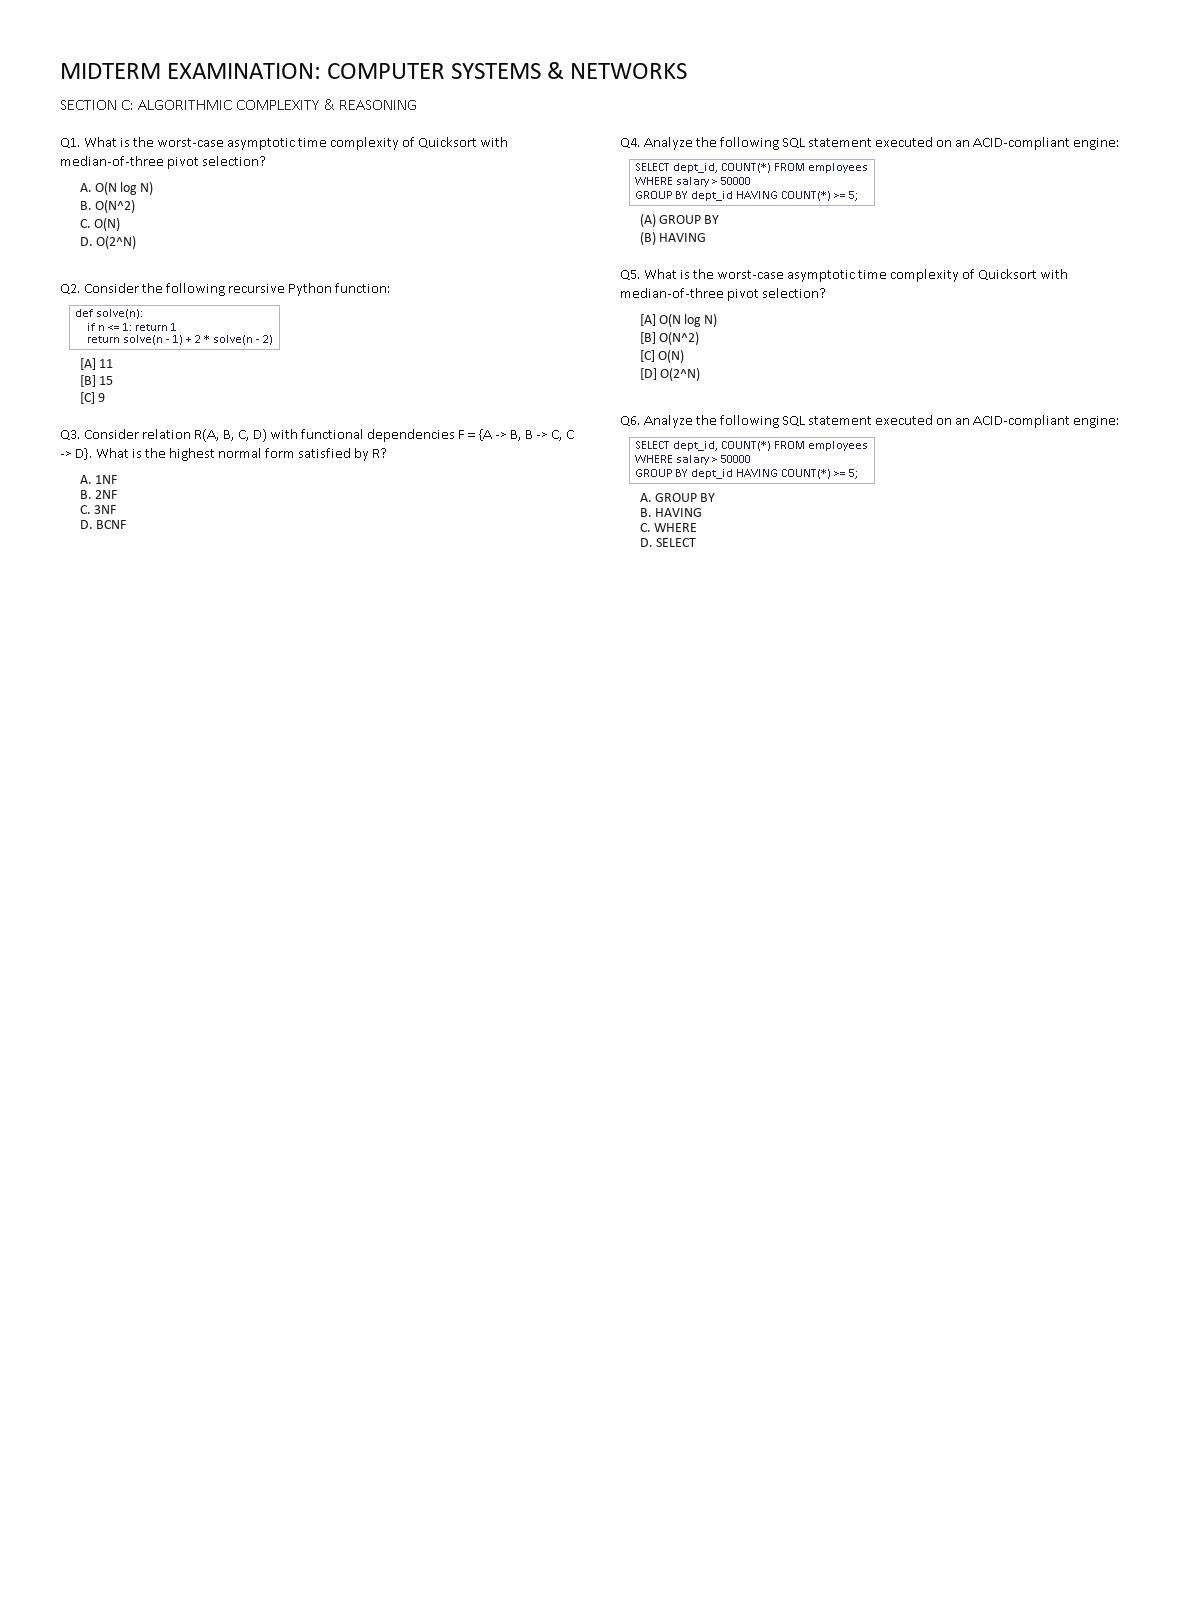 MIDTERM EXAMINATION: COMPUTER SYSTEMS & NETWORKS
SECTION C: ALGORITHMIC COMPLEXITY & REASONING
Q1. What is the worst-case asymptotic time complexity of Quicksort with
median-of-three pivot selection?
A. O(N log N)
B. O(N^2)
C. O(N)
D. O(2^N)
Q2. Consider the following recursive Python function:
def solve(n):
    if n <= 1: return 1
    return solve(n - 1) + 2 * solve(n - 2)
[A] 11
[B] 15
[C] 9
Q3. Consider relation R(A, B, C, D) with functional dependencies F = {A -> B, B -> C, C
-> D}. What is the highest normal form satisfied by R?
A. 1NF
B. 2NF
C. 3NF
D. BCNF
Q4. Analyze the following SQL statement executed on an ACID-compliant engine:
SELECT dept_id, COUNT(*) FROM employees
WHERE salary > 50000
GROUP BY dept_id HAVING COUNT(*) >= 5;
(A) GROUP BY
(B) HAVING
Q5. What is the worst-case asymptotic time complexity of Quicksort with
median-of-three pivot selection?
[A] O(N log N)
[B] O(N^2)
[C] O(N)
[D] O(2^N)
Q6. Analyze the following SQL statement executed on an ACID-compliant engine:
SELECT dept_id, COUNT(*) FROM employees
WHERE salary > 50000
GROUP BY dept_id HAVING COUNT(*) >= 5;
A. GROUP BY
B. HAVING
C. WHERE
D. SELECT